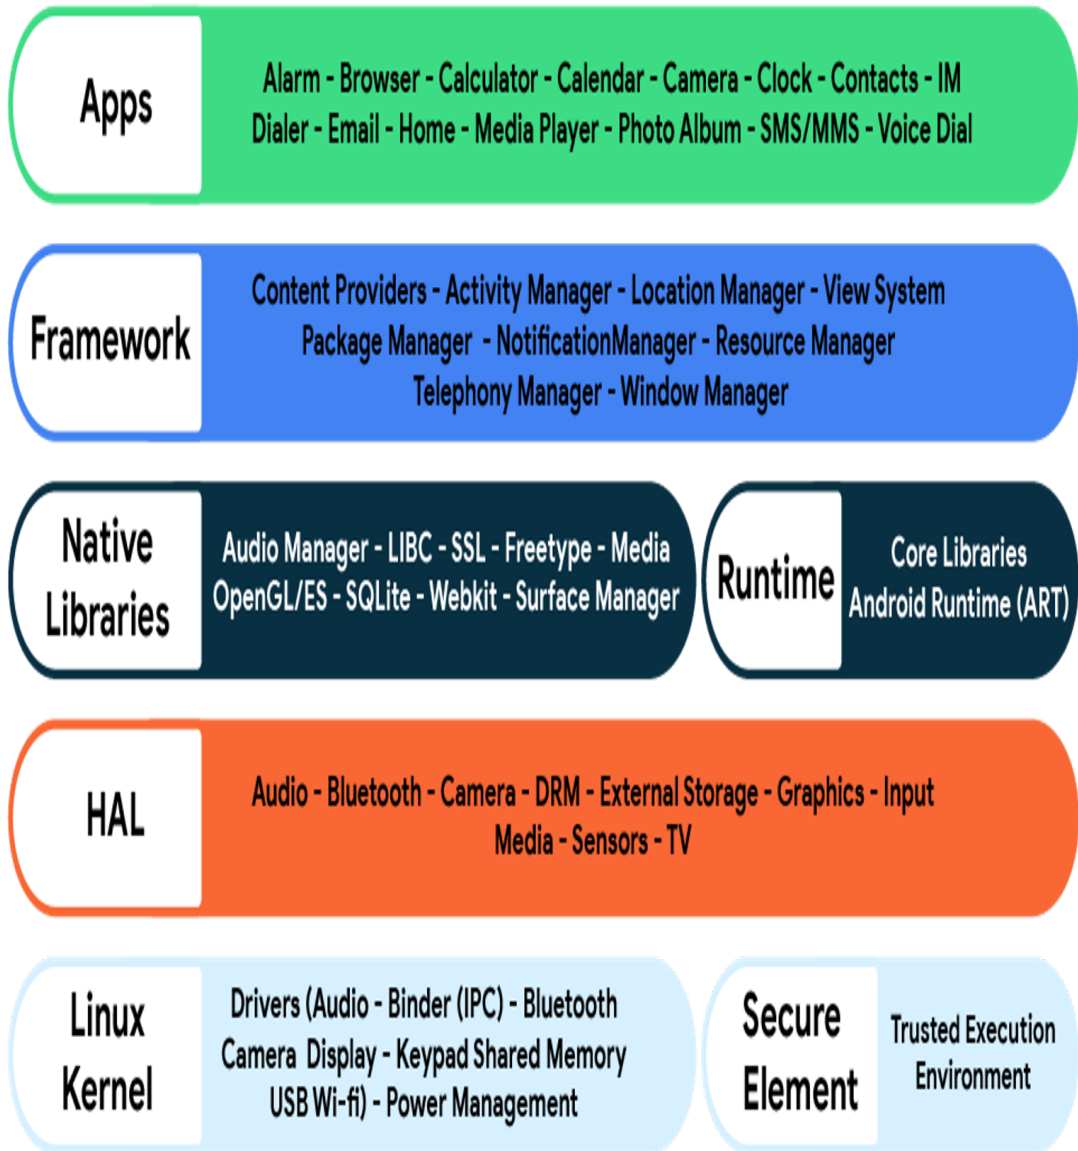 Apps
Alarm - Browser - Calculator - Calendar - Camera - Clock - Contacts - IM
Dialer - Email - Home - Media Player - Photo Album - SMS/MMS - Voice Dial
Framework
Content Providers - Activity Manager - Location Manager - View System
Package Manager - NotificationManager - Resource Manager
Telephony Manager - Window Manager
Native
Libraries
Audio Manager - LIBC - SSL - Freetype - Media
OpenGL/ES - SQLite - Webkit - Surface Manager
Runtime
Core Libraries
Android Runtime (ART)
HAL
Audio - Bluetooth - Camera - DRM - External Storage - Graphics - Input
Media - Sensors - TV
Linux
Kernel
Drivers (Audio - Binder (IPC) - Bluetooth
Camera Display - Keypad Shared Memory
USB Wi-fi) - Power Management
Secure
Element
Trusted Execution
Environment